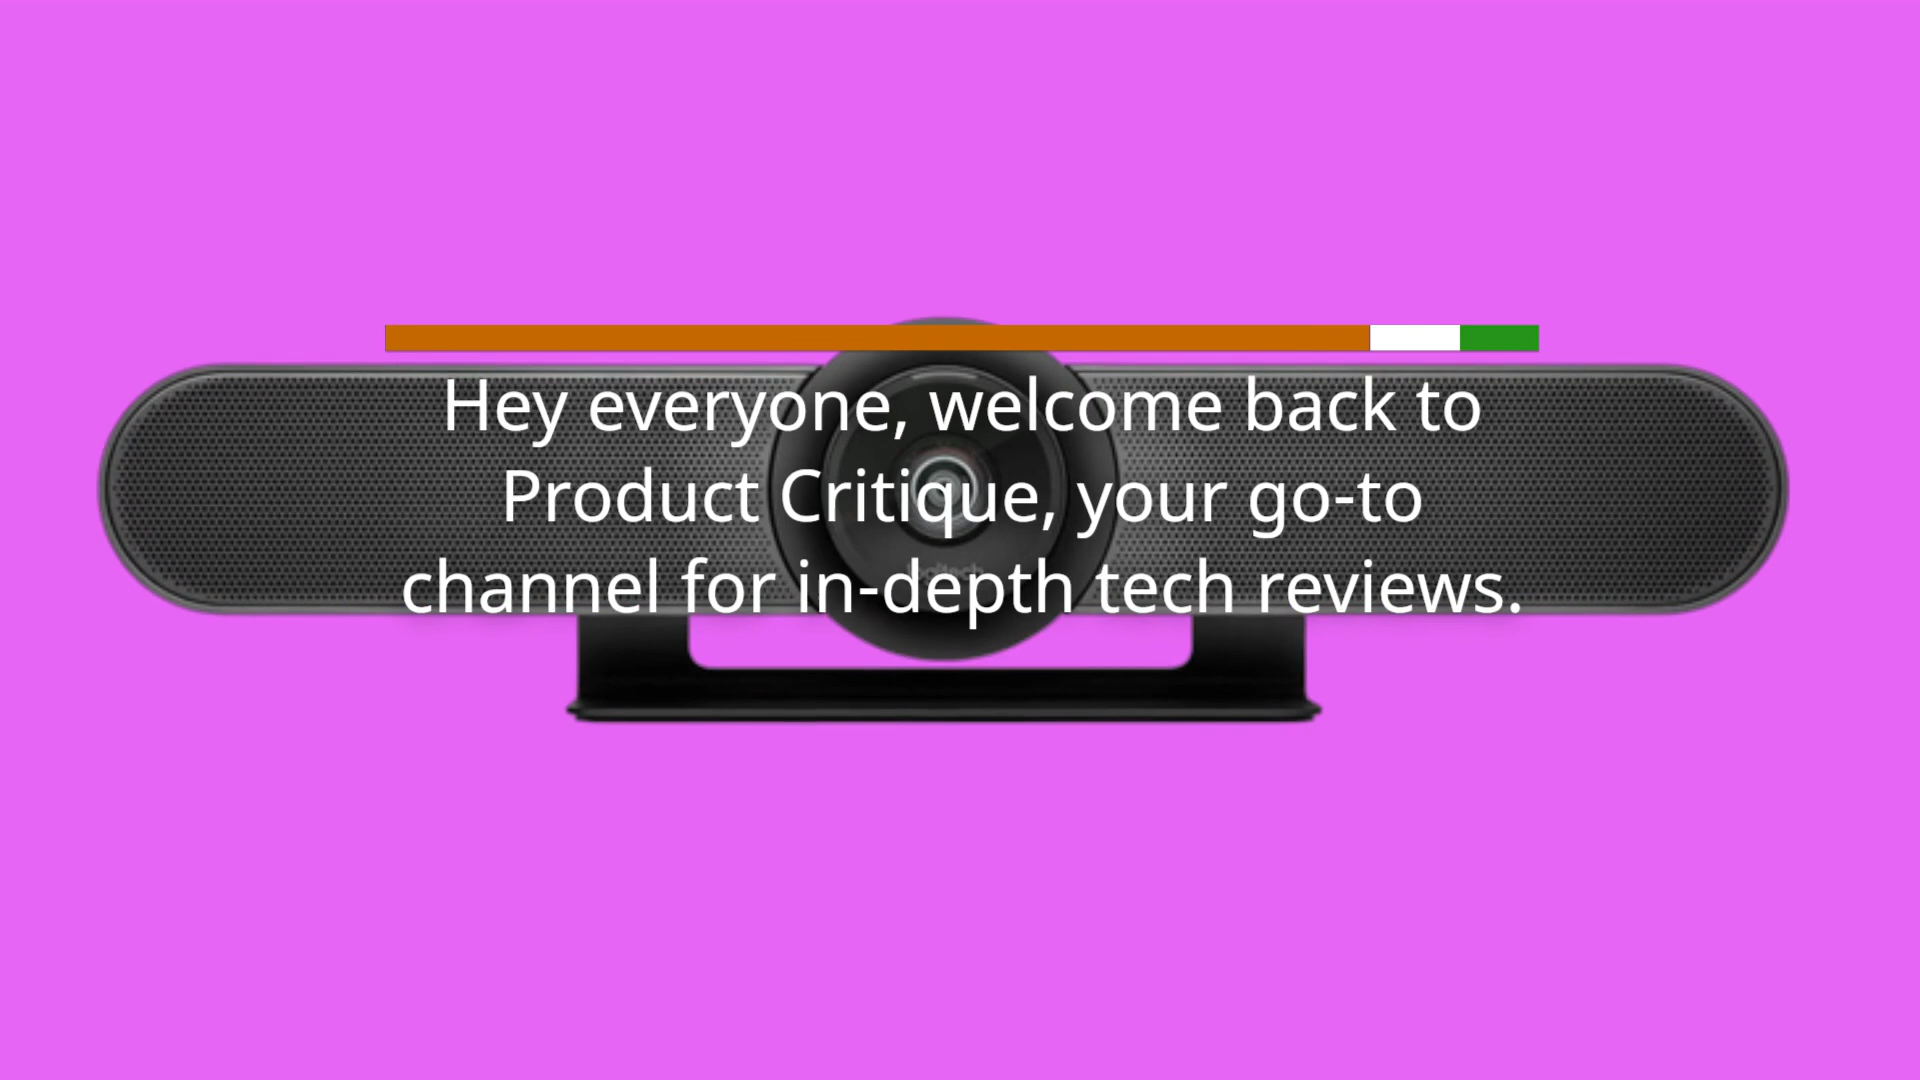 Hey everyone, welcome back to
Product Critique, your go-to
channel for in-depth tech reviews.